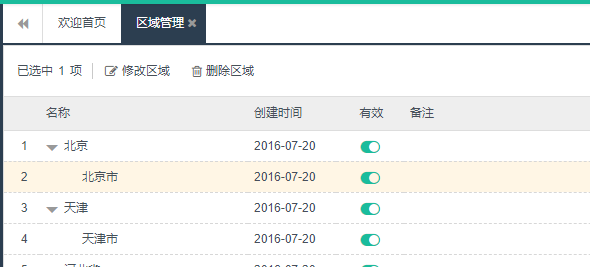 欢迎首页 区域管理
已选中 1 项 修改区域 删除区域
名称 创建时间 有效 备注
1 北京 2016-07-20
2 北京市 2016-07-20
3 天津 2016-07-20
4 天津市 2016-07-20